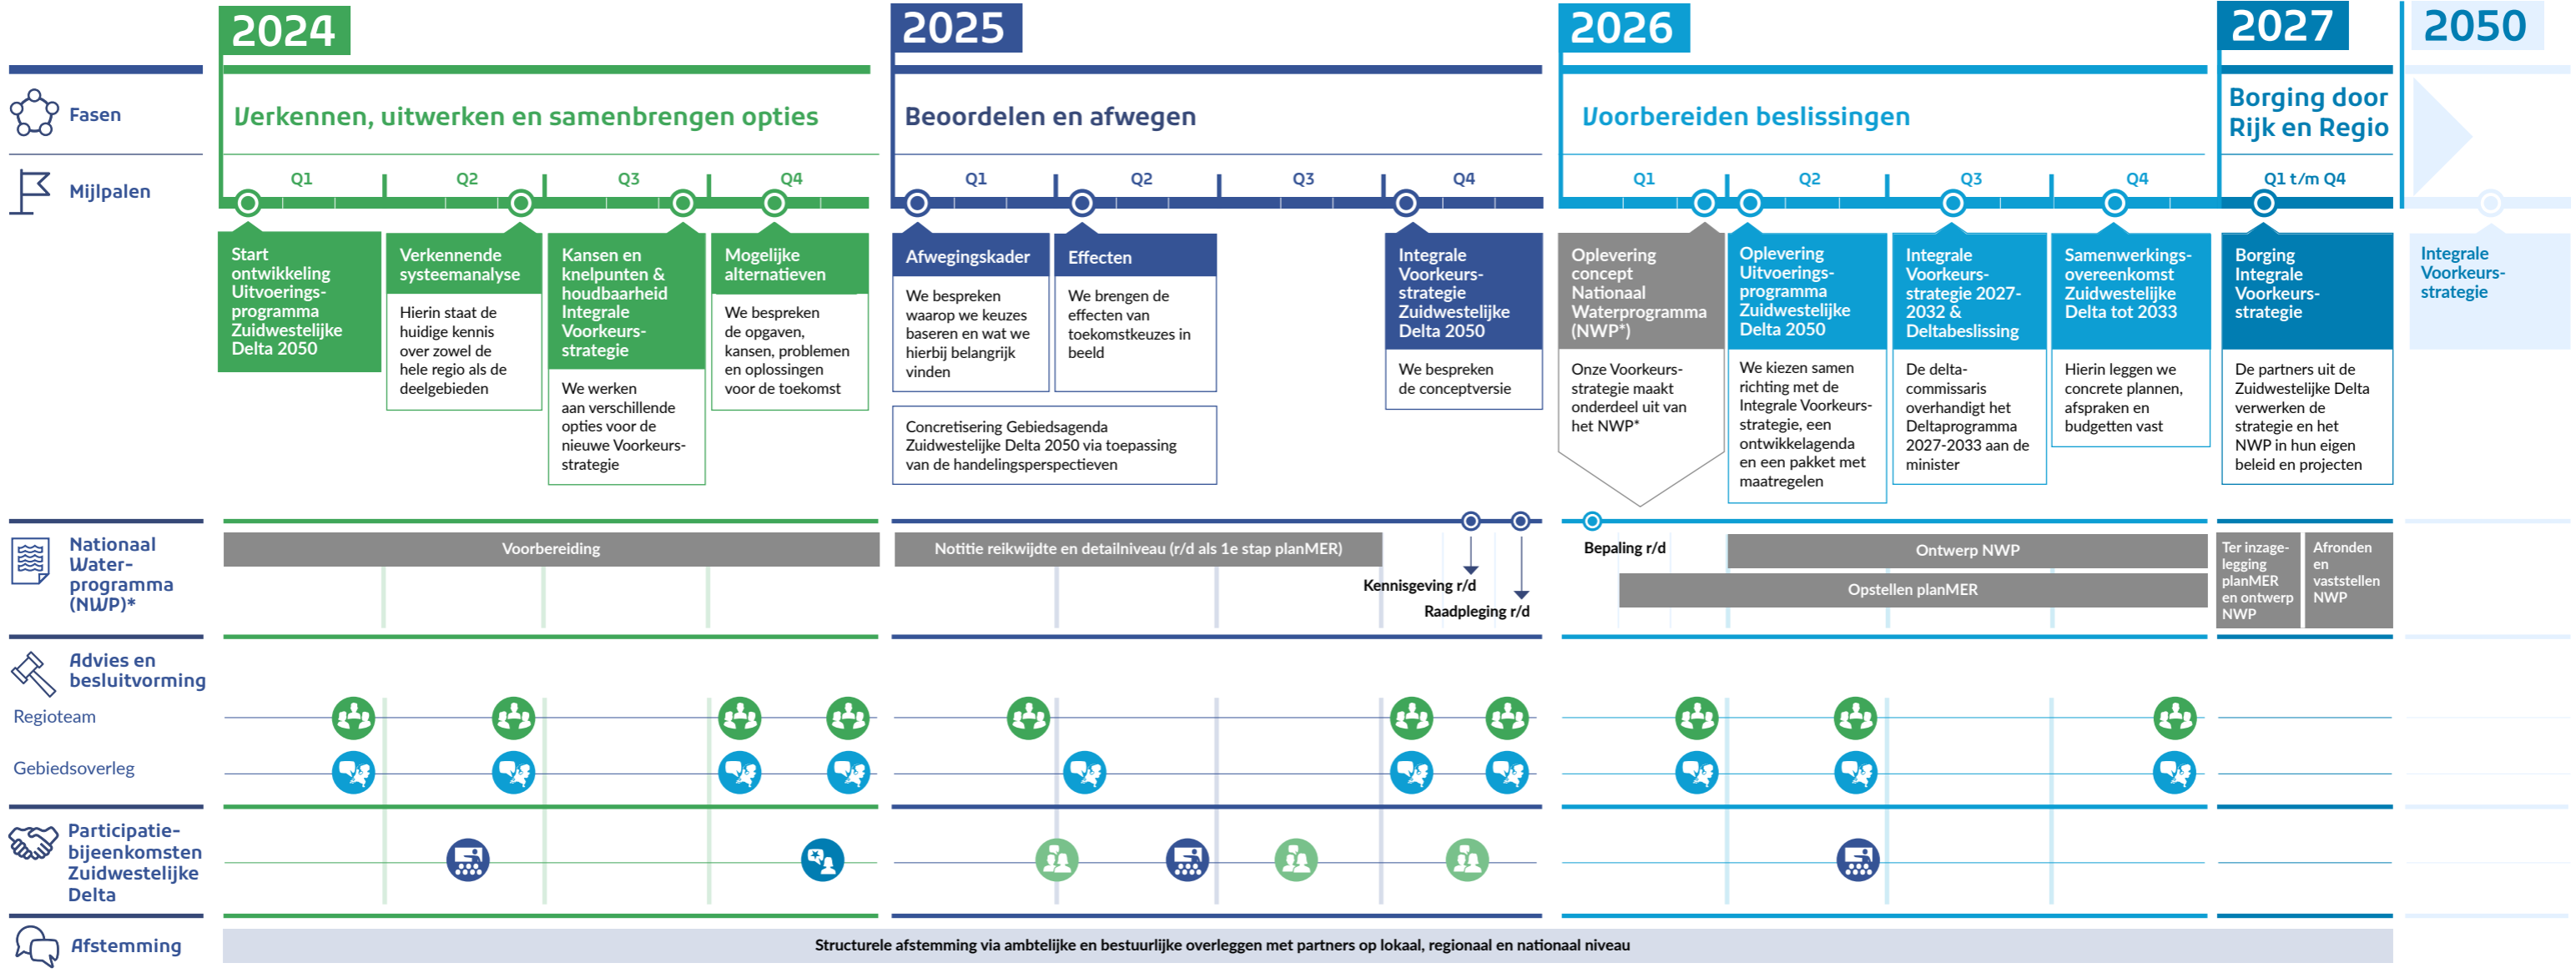 2024
2025
2026
2027
2050
Fasen
Verkennen, uitwerken en samenbrengen opties
Beoordelen en afwegen
Voorbereiden beslissingen
Borging door
Rijk en Regio
Mijlpalen
Q1
Q2
Q3
Q4
Q1
Q2
Q3
Q4
Q1
Q2
Q3
Q4
Q1 t/m Q4
Start
ontwikkeling
Uitvoerings-
programma
Zuidwestelijke
Delta 2050
Verkennende
systeemanalyse
Hierin staat de
huidige kennis
over zowel de
hele regio als de
deelgebieden
Kansen en
knelpunten &
houdbaarheid
Integrale
Voorkeurs-
strategie
We werken
aan verschillende
opties voor de
nieuwe Voorkeurs-
strategie
Mogelijke
alternatieven
We bespreken
de opgaven,
kansen, problemen
en oplossingen
voor de toekomst
Afwegingskader
We bespreken
waarop we keuzes
baseren en wat we
hierbij belangrijk
vinden
Effecten
We brengen de
effecten van
toekomstkeuzes in
beeld
Concretisering Gebiedsagenda
Zuidwestelijke Delta 2050 via toepassing
van de handelingsperspectieven
Integrale
Voorkeurs-
strategie
Zuidwestelijke
Delta 2050
We bespreken
de conceptversie
Oplevering
concept
Nationaal
Waterprogramma
(NWP*)
Onze Voorkeurs-
strategie maakt
onderdeel uit van
het NWP*
Oplevering
Uitvoerings-
programma
Zuidwestelijke
Delta 2050
We kiezen samen
richting met de
Integrale Voorkeurs-
strategie, een
ontwikkelagenda
en een pakket met
maatregelen
Integrale
Voorkeurs-
strategie 2027-
2032 &
Deltabeslissing
De delta-
commissaris
overhandigt het
Deltaprogramma
2027-2033 aan de
minister
Samenwerkings-
overeenkomst
Zuidwestelijke
Delta tot 2033
Hierin leggen we
concrete plannen,
afspraken en
budgetten vast
Borging
Integrale
Voorkeurs-
strategie
De partners uit de
Zuidwestelijke Delta
verwerken de
strategie en het
NWP in hun eigen
beleid en projecten
Integrale
Voorkeurs-
strategie
Nationaal
Water-
programma
(NWP)*
Voorbereiding
Notitie reikwijdte en detailniveau (r/d als 1e stap planMER)
Kennisgeving r/d
Raadpleging r/d
Bepaling r/d
Ontwerp NWP
Opstellen planMER
Ter inzage-
legging
planMER
en ontwerp
NWP
Afronden
en
vaststellen
NWP
Advies en
besluitvorming
Regioteam
Gebiedsoverleg
Participatie-
bijeenkomsten
Zuidwestelijke
Delta
Afstemming
Structurele afstemming via ambtelijke en bestuurlijke overleggen met partners op lokaal, regionaal en nationaal niveau